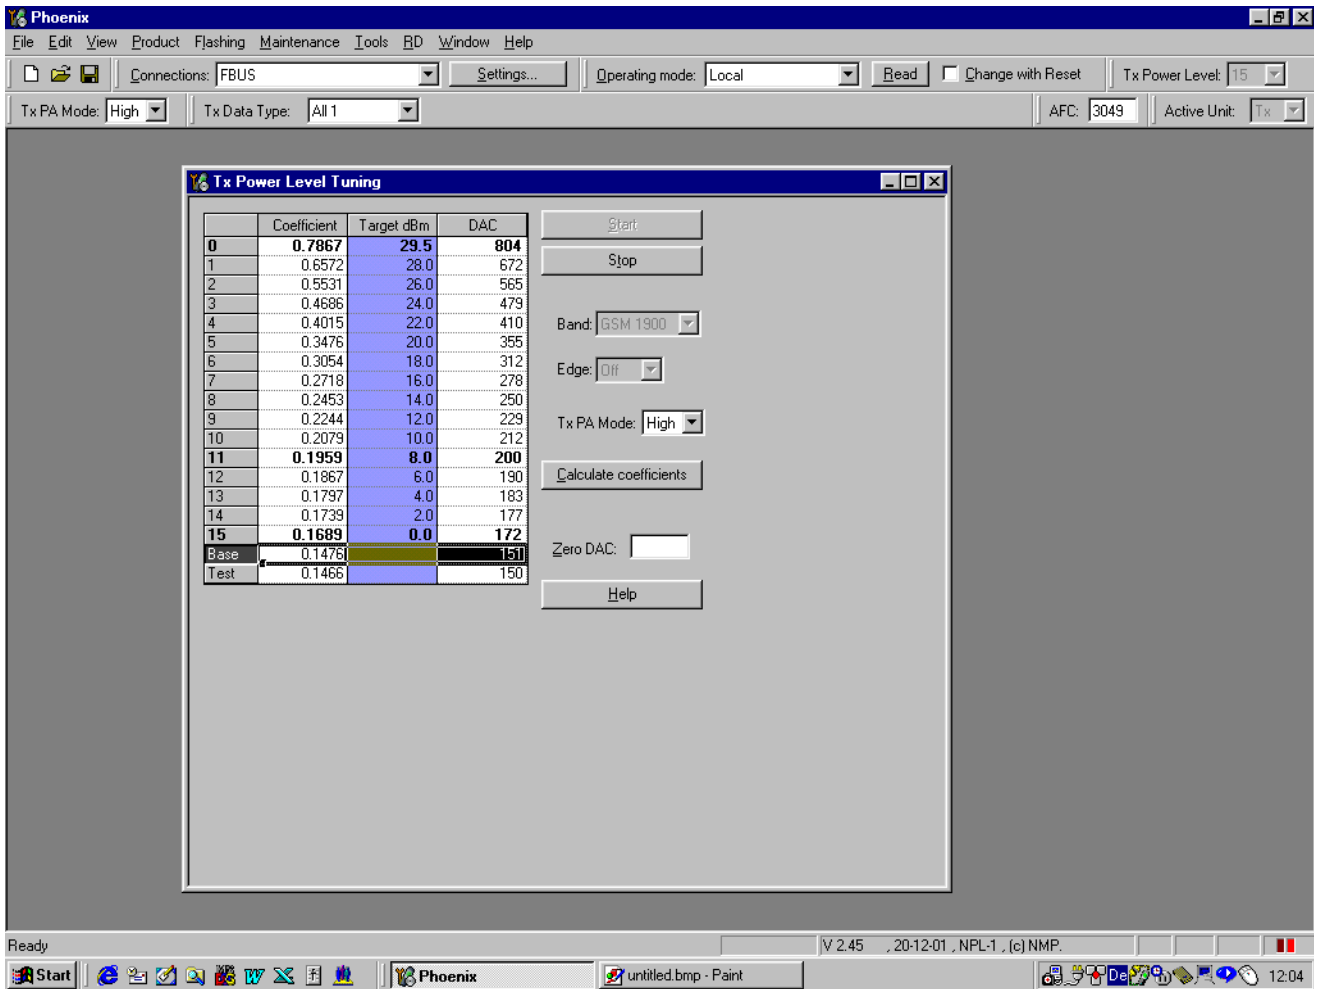 Phoenix
File Edit View Product Flashing Maintenance Tools RD Window Help
Connections: FBUS Settings... Operating mode: Local Read Change with Reset Tx Power Level: 15
Tx PA Mode: High Tx Data Type: All 1 AFC: 3049 Active Unit: Tx
Tx Power Level Tuning
Coefficient Target dBm DAC
0 0.7867 29.5 804
1 0.6572 28.0 672
2 0.5531 26.0 565
3 0.4686 24.0 479
4 0.4015 22.0 410
5 0.3476 20.0 355
6 0.3054 18.0 312
7 0.2718 16.0 278
8 0.2453 14.0 250
9 0.2244 12.0 229
10 0.2079 10.0 212
11 0.1959 8.0 200
12 0.1867 6.0 190
13 0.1797 4.0 183
14 0.1739 2.0 177
15 0.1689 0.0 172
Base 0.1476 151
Test 0.1466 150
Start
Stop
Band: GSM 1900
Edge: Off
Tx PA Mode: High
Calculate coefficients
Zero DAC:
Help
Ready V 2.45 , 20-12-01 , NPL-1 , (c) NMP.
Start Phoenix untitled.bmp - Paint De 12:04